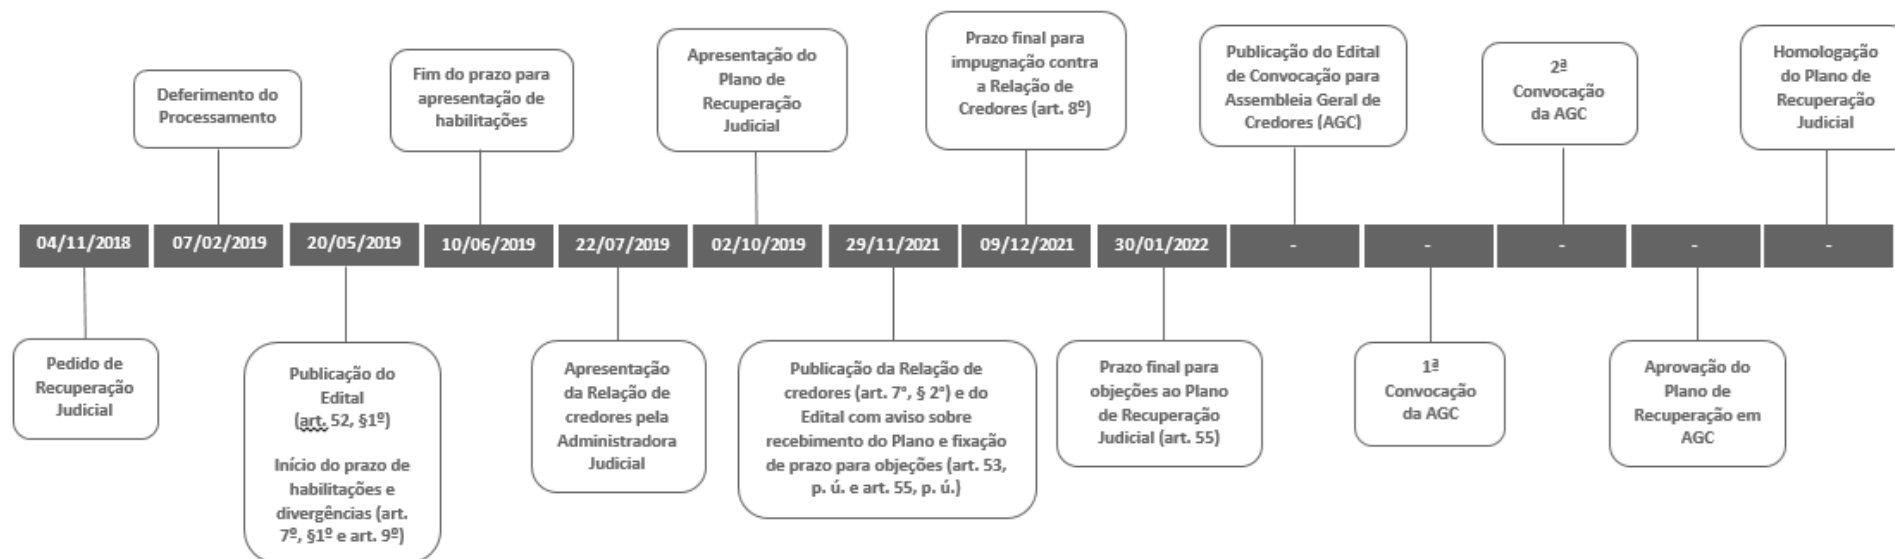 Deferimento do
Processamento
Fim do prazo para
apresentação de
habilitações
Apresentação do
Plano de
Recuperação
Judicial
Prazo final para
impugnação contra
a Relação de
Credores (art. 8º)
Publicação do Edital
de Convocação para
Assembleia Geral de
Credores (AGC)
2ª
Convocação
da AGC
Homologação
do Plano de
Recuperação
Judicial
04/11/2018
07/02/2019
20/05/2019
10/06/2019
22/07/2019
02/10/2019
29/11/2021
09/12/2021
30/01/2022
-
-
-
-
-
Pedido de
Recuperação
Judicial
Publicação do
Edital
(art. 52, §1º)
Início do prazo de
habilitações e
divergências (art.
7º, §1º e art. 9º)
Apresentação
da Relação de
credores pela
Administradora
Judicial
Publicação da Relação de
credores (art. 7°, § 2°) e do
Edital com aviso sobre
recebimento do Plano e fixação
de prazo para objeções (art. 53,
p. ú. e art. 55, p. ú.)
Prazo final para
objeções ao Plano
de Recuperação
Judicial (art. 55)
1ª
Convocação
da AGC
Aprovação do
Plano de
Recuperação em
AGC